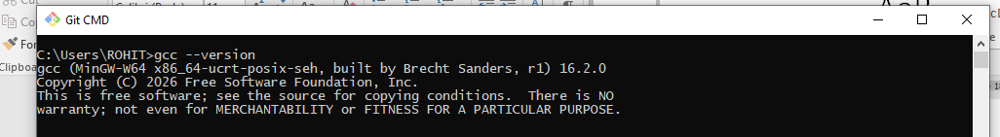 Git CMD
C:\Users\ROHIT>gcc --version
gcc (MinGW-W64 x86_64-ucrt-posix-seh, built by Brecht Sanders, r1) 16.2.0
Copyright (C) 2026 Free Software Foundation, Inc.
This is free software; see the source for copying conditions.  There is NO
warranty; not even for MERCHANTABILITY or FITNESS FOR A PARTICULAR PURPOSE.